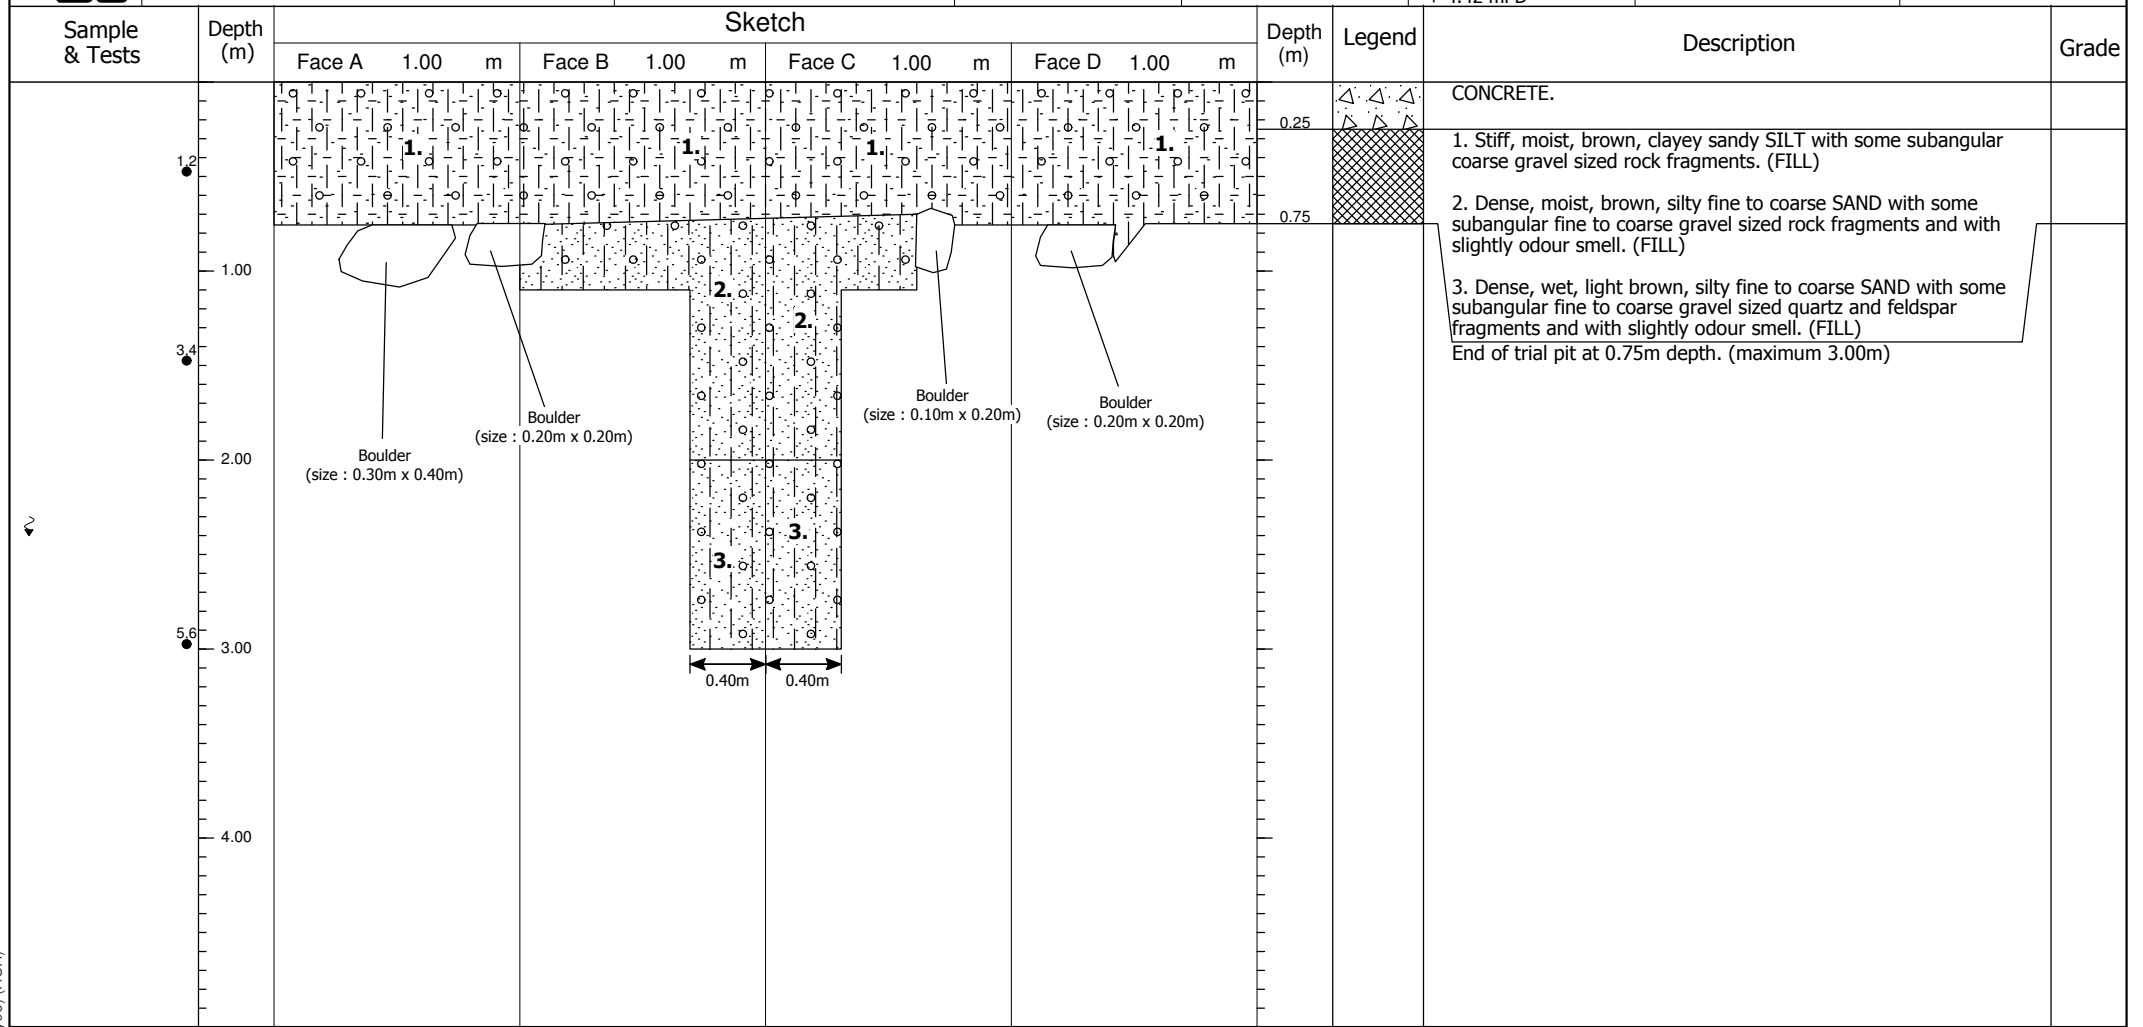 Sample
& Tests
Depth
(m)
Sketch
Face A 1.00 m
Face B 1.00 m
Face C 1.00 m
Face D 1.00 m
Depth
(m)
Legend
Description
Grade
CONCRETE.
0.25
1. Stiff, moist, brown, clayey sandy SILT with some subangular
coarse gravel sized rock fragments. (FILL)
2. Dense, moist, brown, silty fine to coarse SAND with some
subangular fine to coarse gravel sized rock fragments and with
slightly odour smell. (FILL)
3. Dense, wet, light brown, silty fine to coarse SAND with some
subangular fine to coarse gravel sized quartz and feldspar
fragments and with slightly odour smell. (FILL)
End of trial pit at 0.75m depth. (maximum 3.00m)
0.75
1. 1. 1. 1.
1,2
1.00
2.
2.
3,4
Boulder
(size : 0.30m x 0.40m)
Boulder
(size : 0.20m x 0.20m)
Boulder
(size : 0.10m x 0.20m)
Boulder
(size : 0.20m x 0.20m)
2.00
3.
3.
5,6
3.00
0.40m 0.40m
4.00